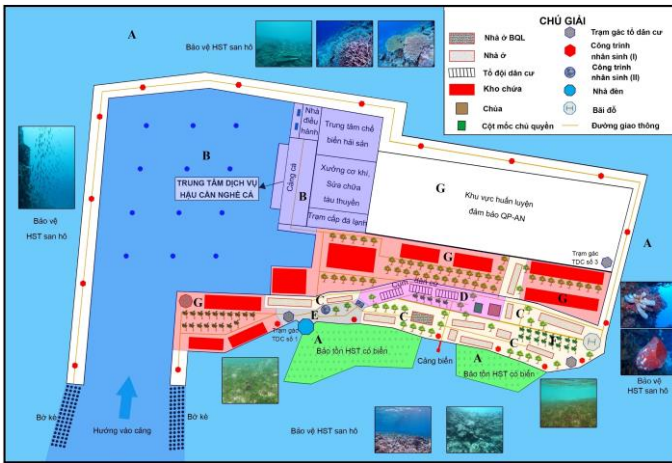 A
Bảo vệ HST san hô
CHÚ GIẢI
Nhà ở BQL
Nhà ở
Tổ đội dân cư
Kho chứa
Chùa
Cột mốc chủ quyền
Trạm gác tổ dân cư
Công trình
nhân sinh (I)
Công trình
nhân sinh (II)
Nhà đèn
Bãi đỗ
Đường giao thông
Nhà
điều
hành
Trung tâm chế
biến hải sản
B
TRUNG TÂM DỊCH VỤ
HẬU CẦN NGHỀ CÁ
Cảng cá
B
Xưởng cơ khí,
Sửa chữa
tàu thuyền
Trạm cấp đá lạnh
G
Khu vực huấn luyện
đảm bảo QP-AN
Bảo vệ
HST san hô
A
Trạm gác
TDC số 3
G
G
G
D
C
C
C
C
E
F
Trạm gác
TDC số 1
A
Bảo tồn HST cỏ biển
Cảng biển
A
Bảo tồn HST cỏ biển
Bảo vệ
HST san hô
Bờ kè
Bờ kè
Hướng vào cảng
Bảo vệ HST san hô